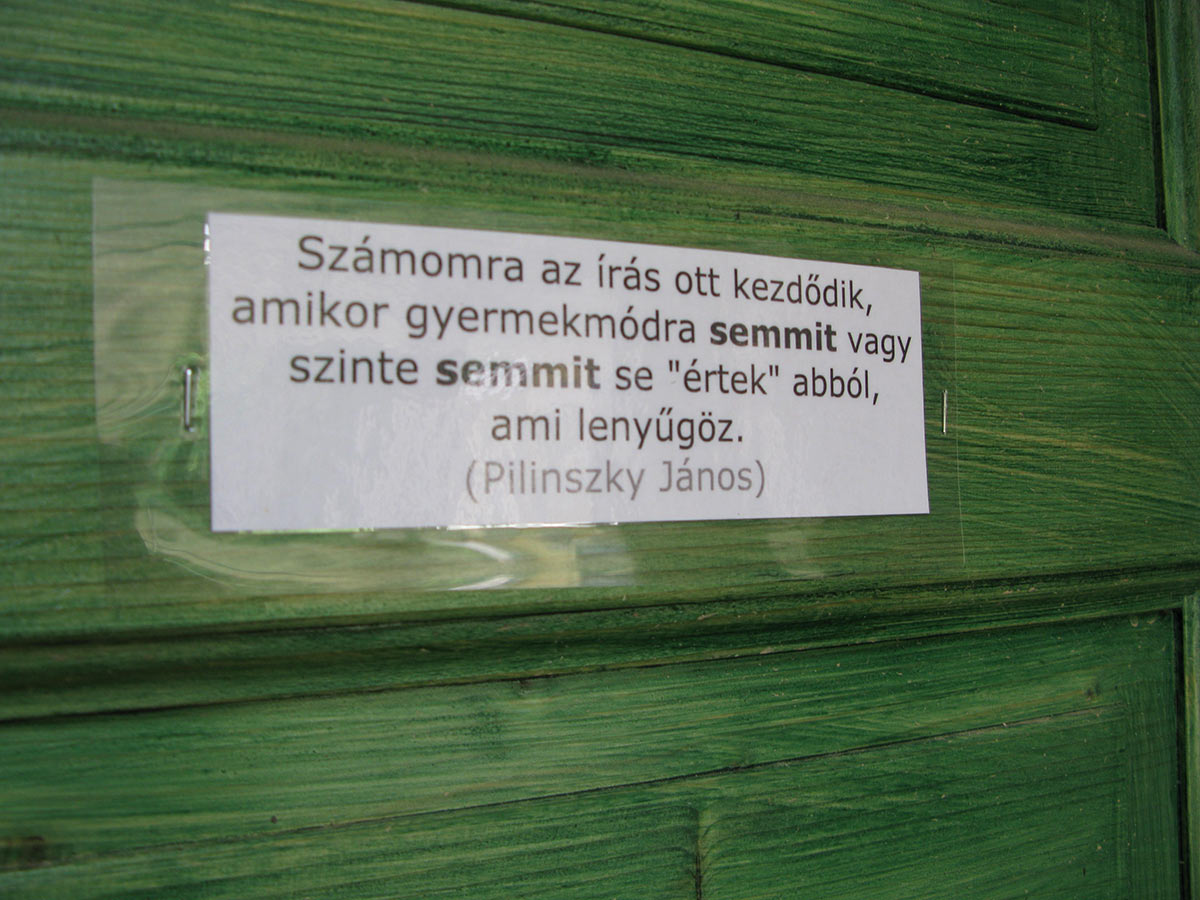 Számomra az írás ott kezdődik,
amikor gyermekmódra semmit vagy
szinte semmit se "értek" abból,
ami lenyűgöz.
(Pilinszky János)